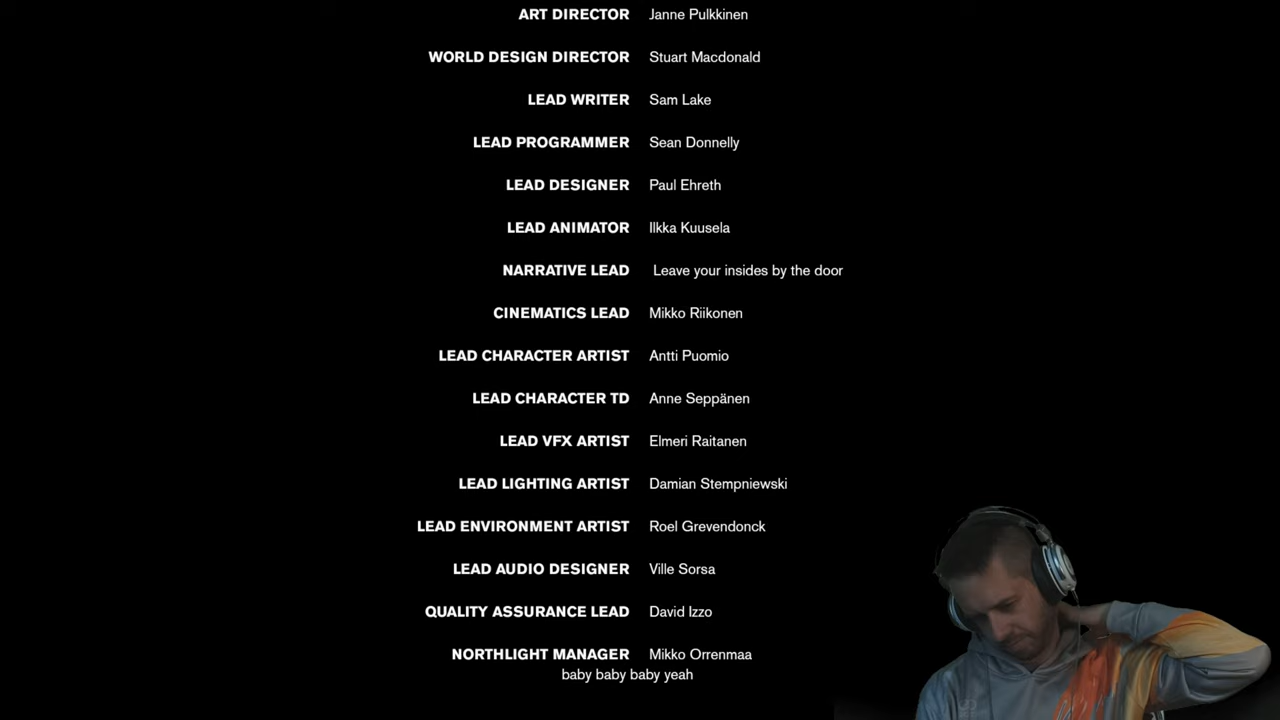 ART DIRECTOR Janne Pulkkinen
WORLD DESIGN DIRECTOR Stuart Macdonald
LEAD WRITER Sam Lake
LEAD PROGRAMMER Sean Donnelly
LEAD DESIGNER Paul Ehreth
LEAD ANIMATOR Ilkka Kuusela
NARRATIVE LEAD Leave your insides by the door
CINEMATICS LEAD Mikko Riikonen
LEAD CHARACTER ARTIST Antti Puomio
LEAD CHARACTER TD Anne Seppänen
LEAD VFX ARTIST Elmeri Raitanen
LEAD LIGHTING ARTIST Damian Stempniewski
LEAD ENVIRONMENT ARTIST Roel Grevendonck
LEAD AUDIO DESIGNER Ville Sorsa
QUALITY ASSURANCE LEAD David Izzo
NORTHLIGHT MANAGER Mikko Orrenmaa
baby baby baby yeah